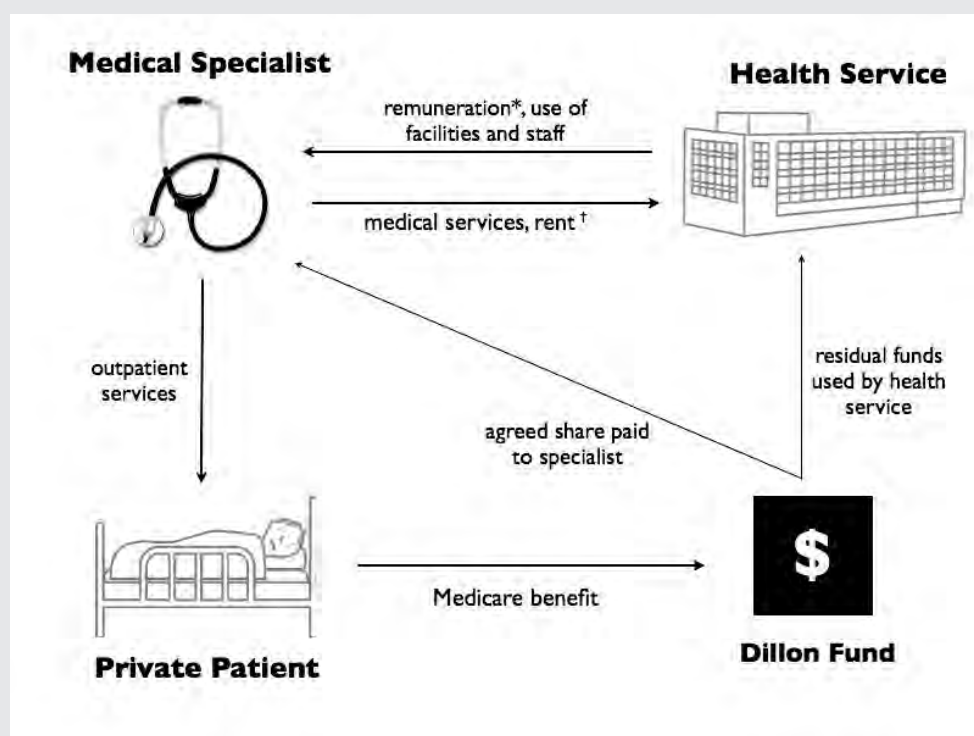 Medical Specialist
Health Service
remuneration*, use of
facilities and staff
medical services, rent †
outpatient
services
residual funds
used by health
service
agreed share paid
to specialist
$
Medicare benefit
Private Patient
Dillon Fund